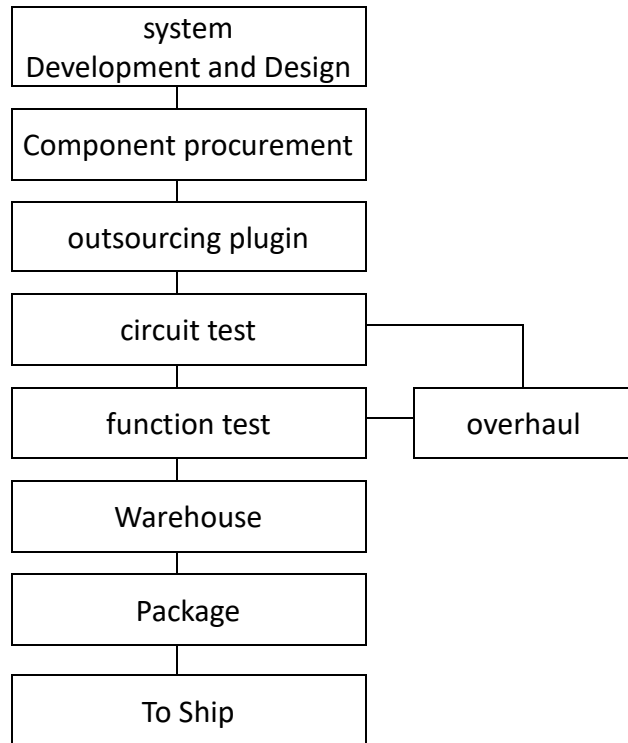 system
Development and Design
Component procurement
outsourcing plugin
circuit test
function test
overhaul
Warehouse
Package
To Ship